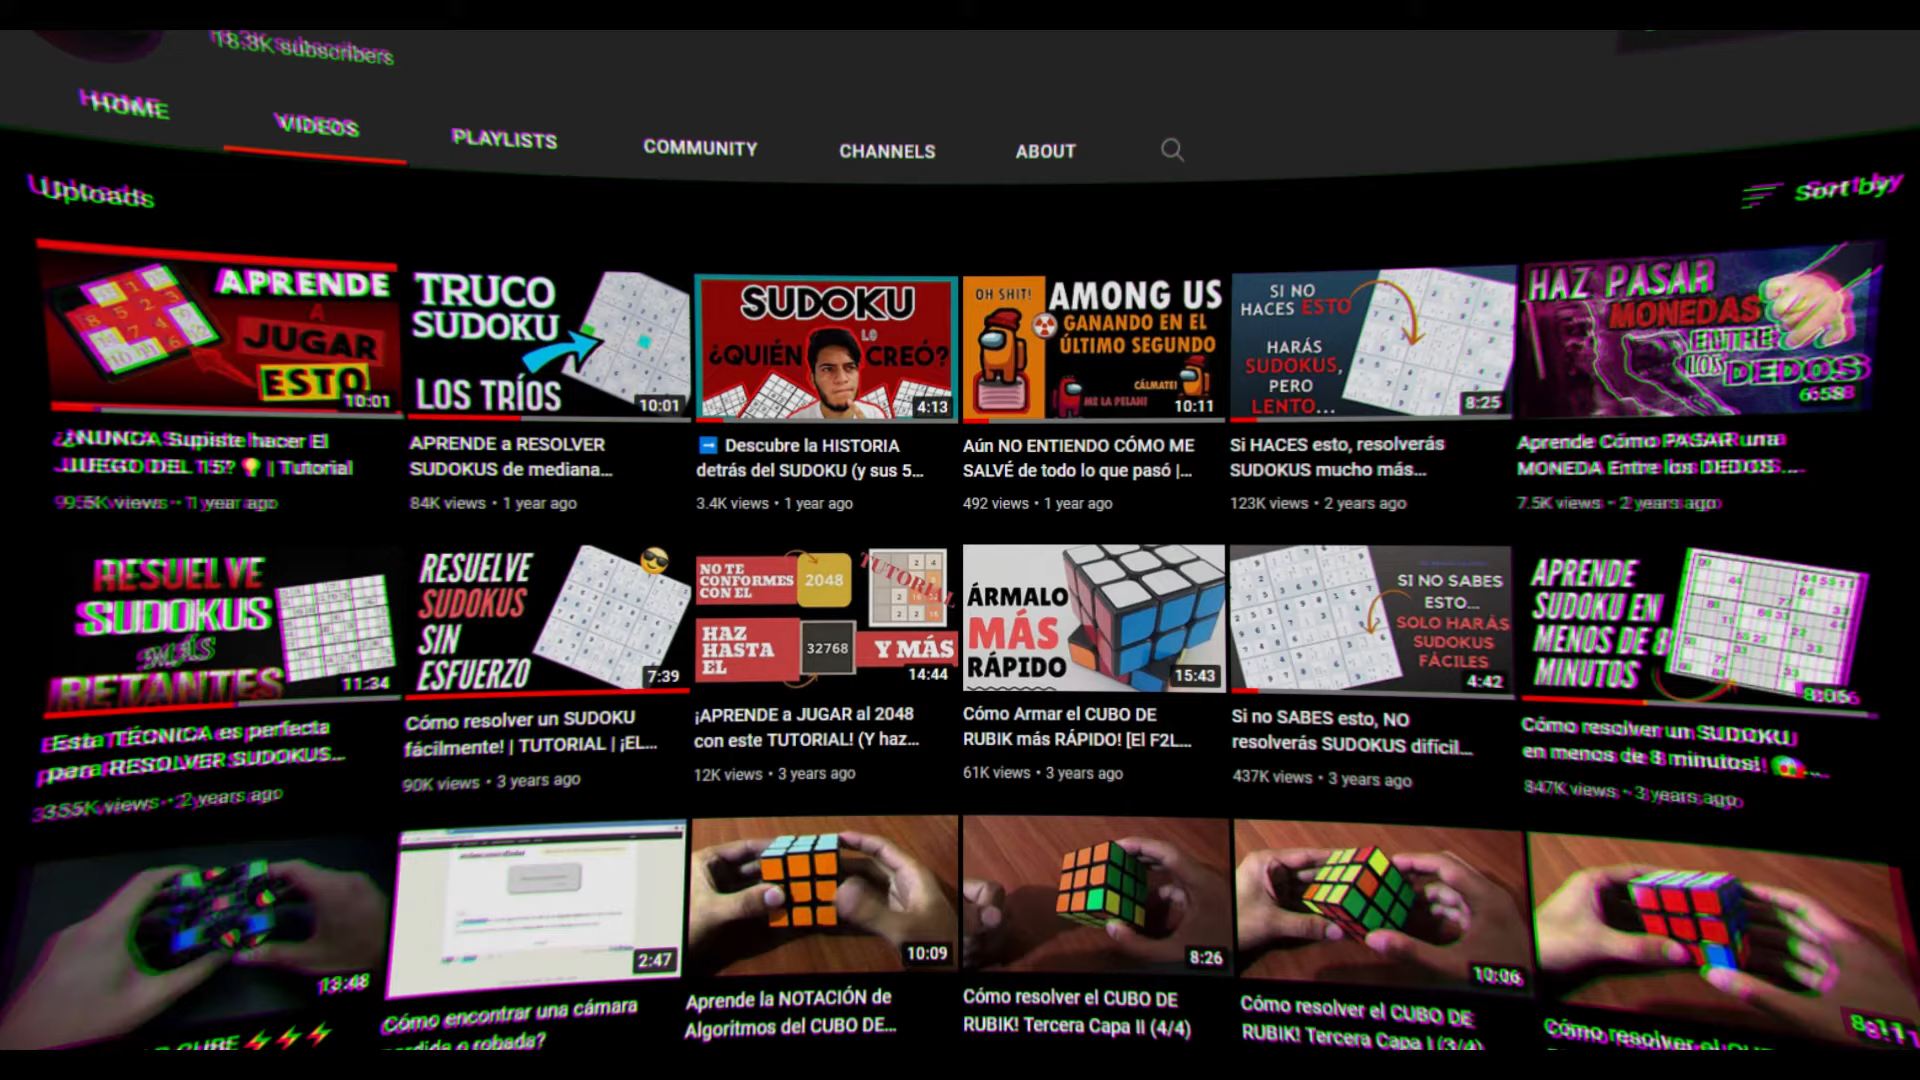 18.3K subscribers
HOME
VIDEOS
PLAYLISTS
COMMUNITY
CHANNELS
ABOUT
Uploads
Sort by
APRENDE
A
JUGAR
ESTO
10:01
TRUCO
SUDOKU
LOS TRÍOS
10:01
SUDOKU
¿QUIÉN LO CREÓ?
4:13
OH SHIT!
AMONG US
GANANDO EN EL
ÚLTIMO SEGUNDO
CÁLMATE!
ME LA PELAN!
10:11
SI NO
HACES ESTO
HARÁS
SUDOKUS,
PERO
LENTO...
8:25
HAZ PASAR
MONEDAS
ENTRE
LOS DEDOS
6:58
¿NUNCA Supiste hacer El
JUEGO DEL 15? 💡 | Tutorial
99.5K views • 1 year ago
APRENDE a RESOLVER
SUDOKUS de mediana...
84K views • 1 year ago
➡️ Descubre la HISTORIA
detrás del SUDOKU (y sus 5...
3.4K views • 1 year ago
Aún NO ENTIENDO CÓMO ME
SALVÉ de todo lo que pasó |...
492 views • 1 year ago
Si HACES esto, resolverás
SUDOKUS mucho más...
123K views • 2 years ago
Aprende Cómo PASAR una
MONEDA Entre los DEDOS...
7.5K views • 2 years ago
RESUELVE
SUDOKUS
MÁS
RETANTES
11:34
RESUELVE
SUDOKUS
SIN
ESFUERZO
7:39
NO TE
CONFORMES
CON EL
2048
TUTORIAL
HAZ
HASTA
EL
32768
Y MÁS
14:44
ÁRMALO
MÁS
RÁPIDO
15:43
SI NO SABES
ESTO...
SOLO HARÁS
SUDOKUS
FÁCILES
4:42
APRENDE
SUDOKU EN
MENOS DE 8
MINUTOS
8:06
Esta TÉCNICA es perfecta
para RESOLVER SUDOKUS...
355K views • 2 years ago
Cómo resolver un SUDOKU
fácilmente! | TUTORIAL | ¡EL...
90K views • 3 years ago
¡APRENDE a JUGAR al 2048
con este TUTORIAL! (Y haz...
12K views • 3 years ago
Cómo Armar el CUBO DE
RUBIK más RÁPIDO! [El F2L...
61K views • 3 years ago
Si no SABES esto, NO
resolverás SUDOKUS difícil...
437K views • 3 years ago
Cómo resolver un SUDOKU
en menos de 8 minutos! 😱...
847K views • 3 years ago
13:48
2:47
10:09
8:26
10:06
8:11
CUBE⚡⚡⚡
Cómo encontrar una cámara
perdida o robada?
Aprende la NOTACIÓN de
Algoritmos del CUBO DE...
Cómo resolver el CUBO DE
RUBIK! Tercera Capa II (4/4)
Cómo resolver el CUBO DE
RUBIK! Tercera Capa I (3/4)
Cómo resolver el CUBO